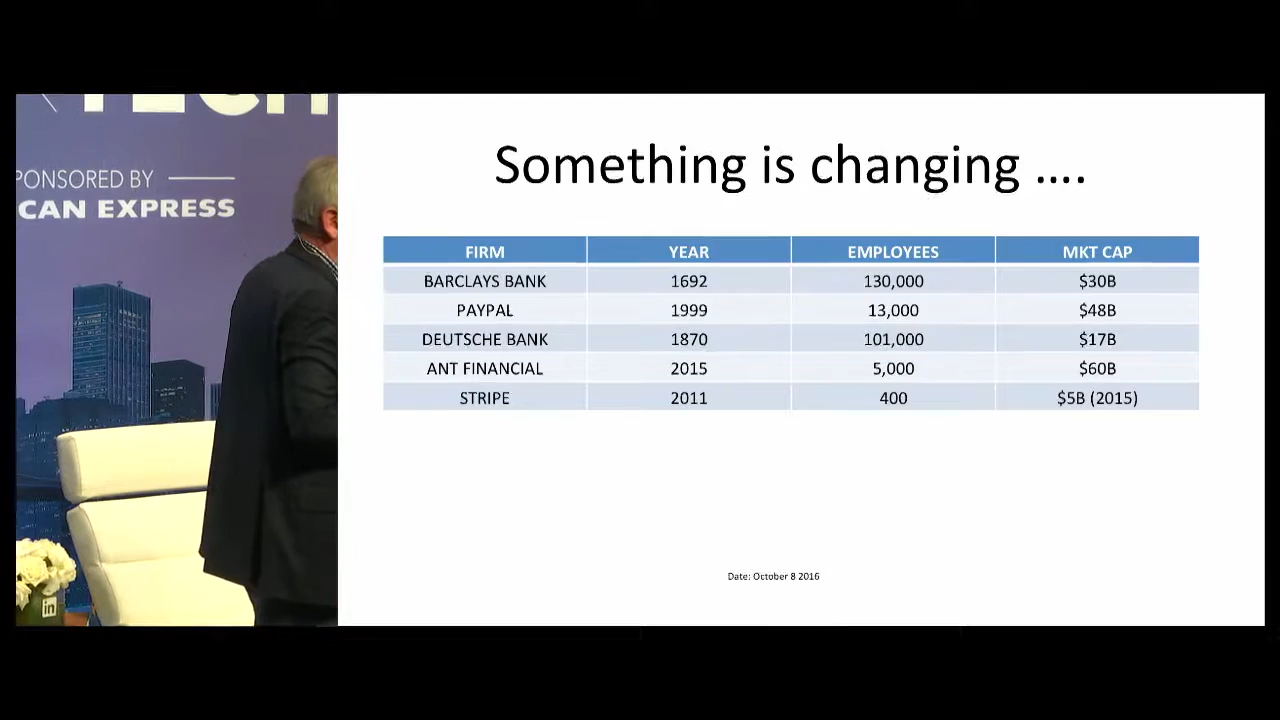 PONSORED BY
CAN EXPRESS
in
Something is changing ....
FIRM YEAR EMPLOYEES MKT CAP
BARCLAYS BANK 1692 130,000 $30B
PAYPAL 1999 13,000 $48B
DEUTSCHE BANK 1870 101,000 $17B
ANT FINANCIAL 2015 5,000 $60B
STRIPE 2011 400 $5B (2015)
Date: October 8 2016